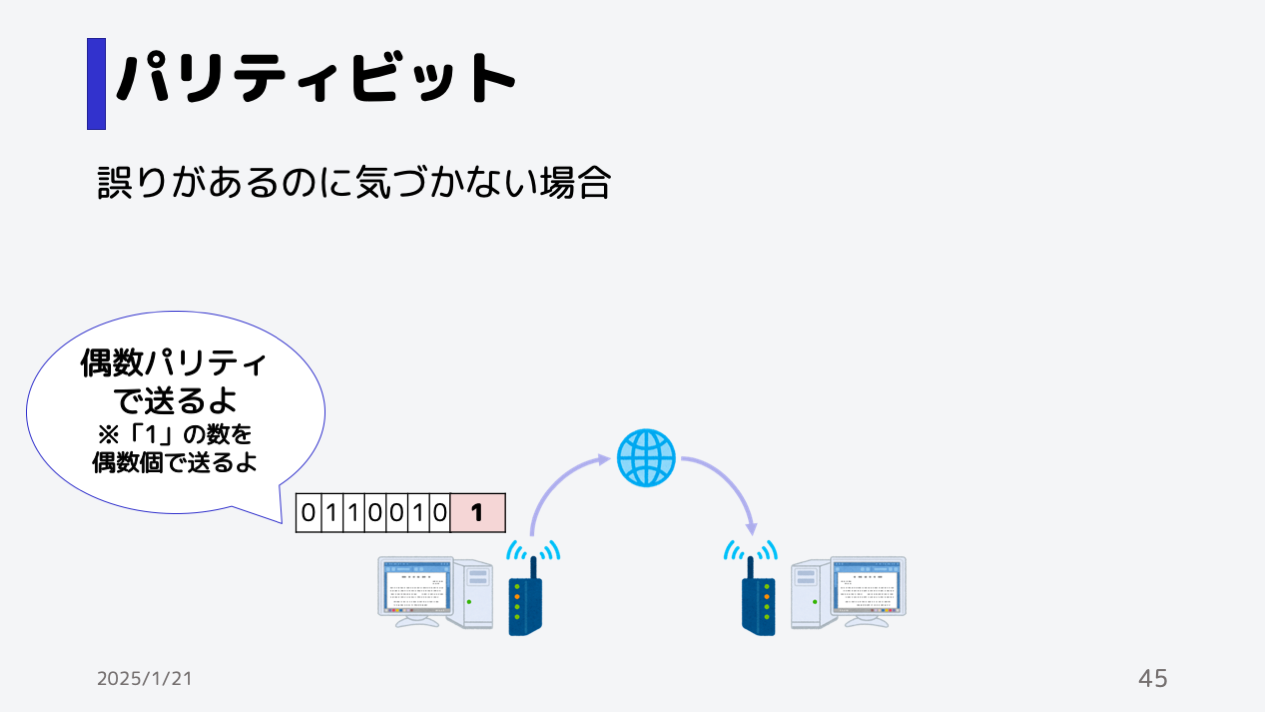 パリティビット
誤りがあるのに気づかない場合
偶数パリティ
で送るよ
※「1」の数を
偶数個で送るよ
0 1 1 0 0 1 0 1
2025/1/21
45